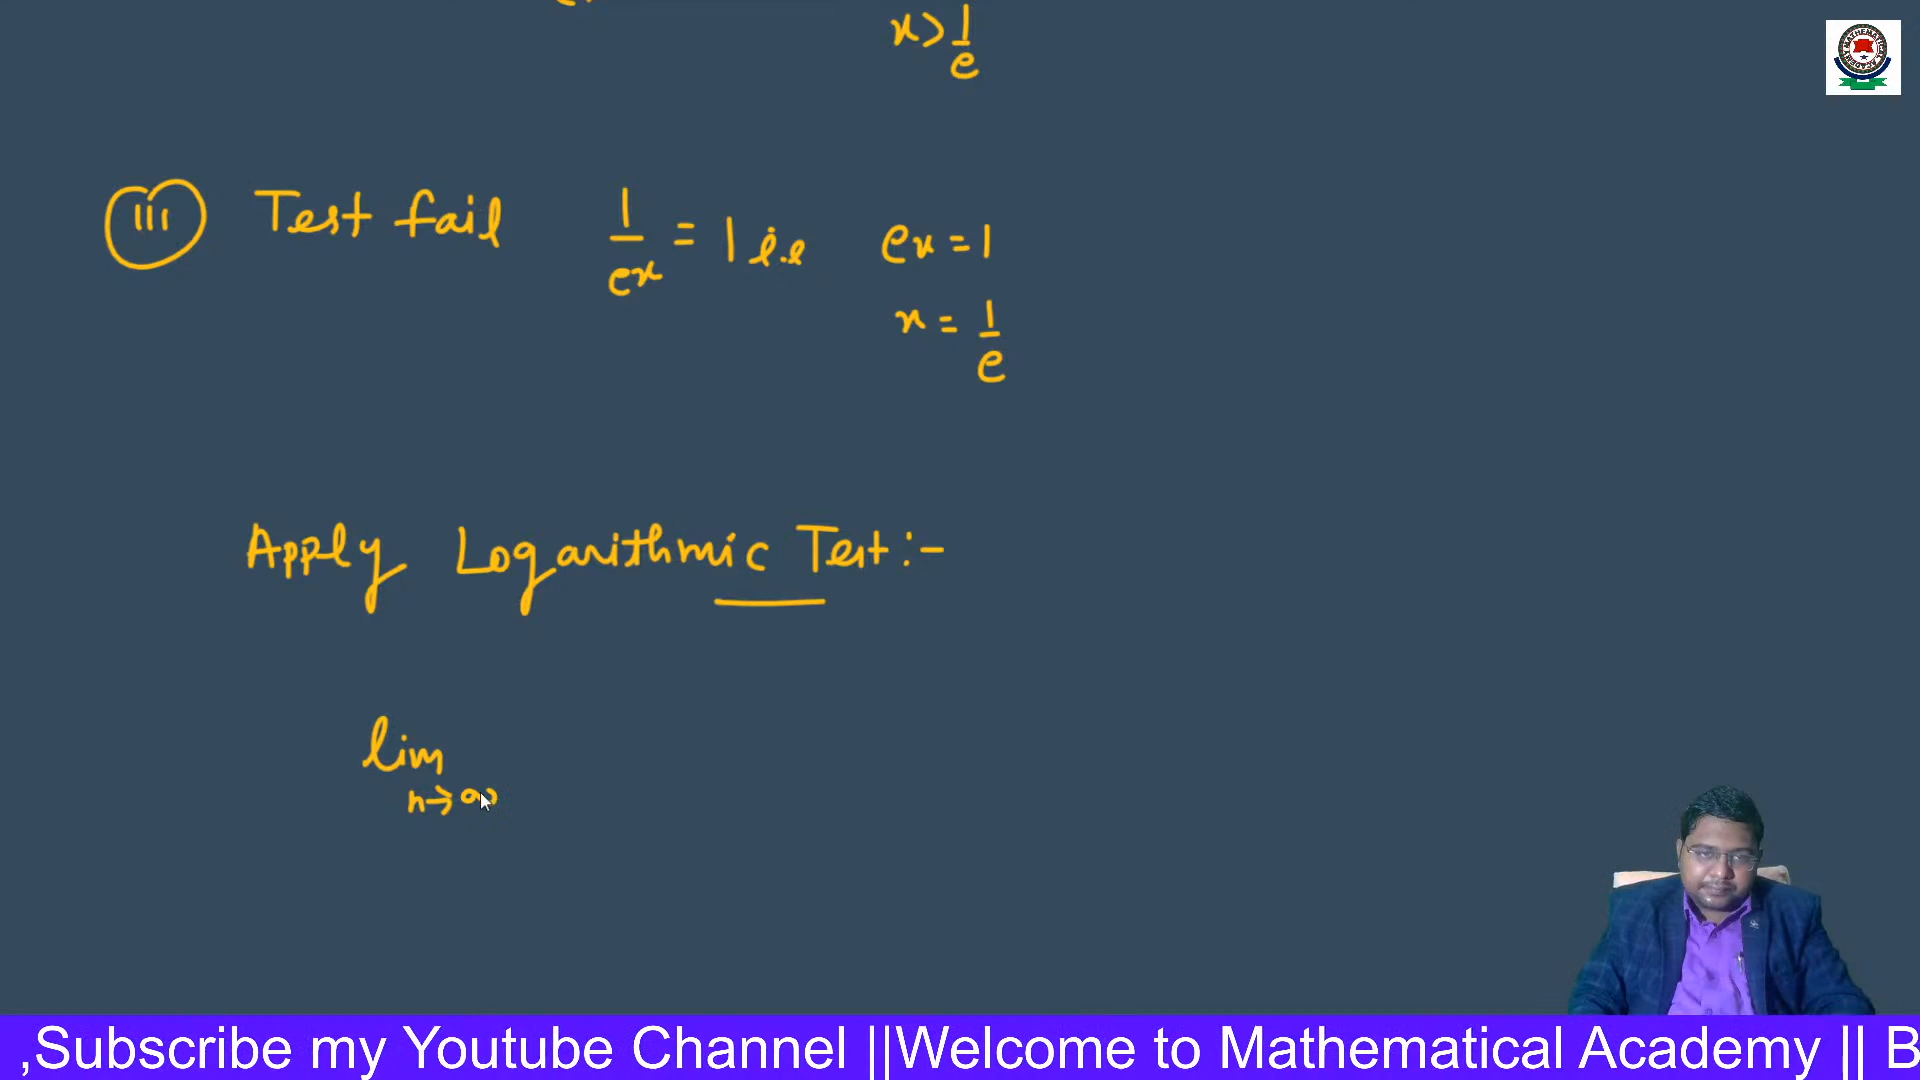 x > 1/e
iii Test fail 1/ex = 1 i.e ex = 1
x = 1/e
Apply Logarithmic Test :-
lim
n→∞
,Subscribe my Youtube Channel ||Welcome to Mathematical Academy || B